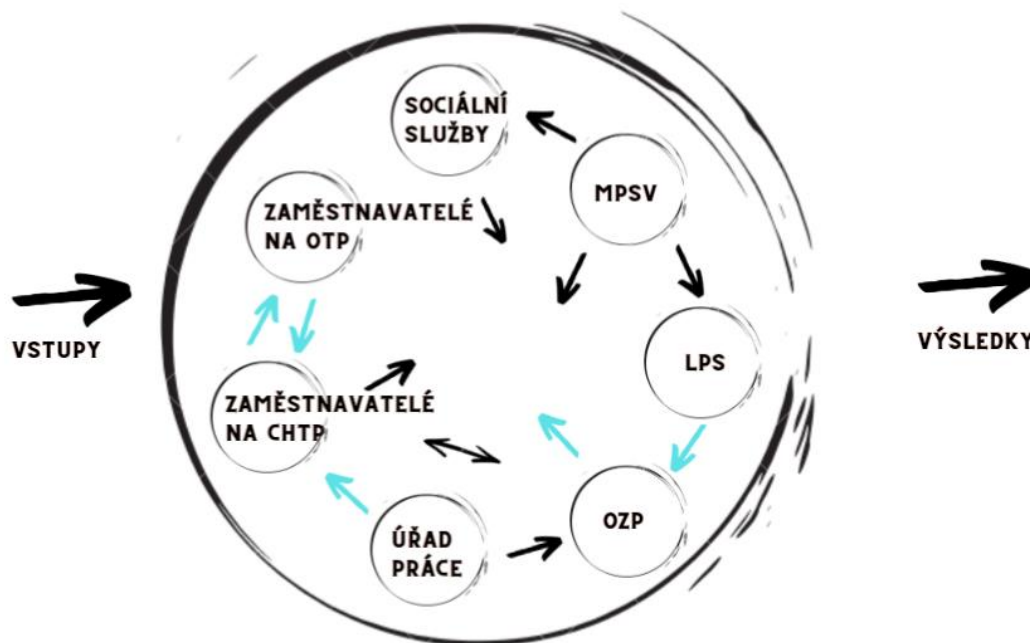 SOCIÁLNÍ
SLUŽBY
MPSV
ZAMĚSTNAVATELÉ
NA OTP
VSTUPY
VÝSLEDKY
LPS
ZAMĚSTNAVATELÉ
NA CHTP
OZP
ÚŘAD
PRÁCE